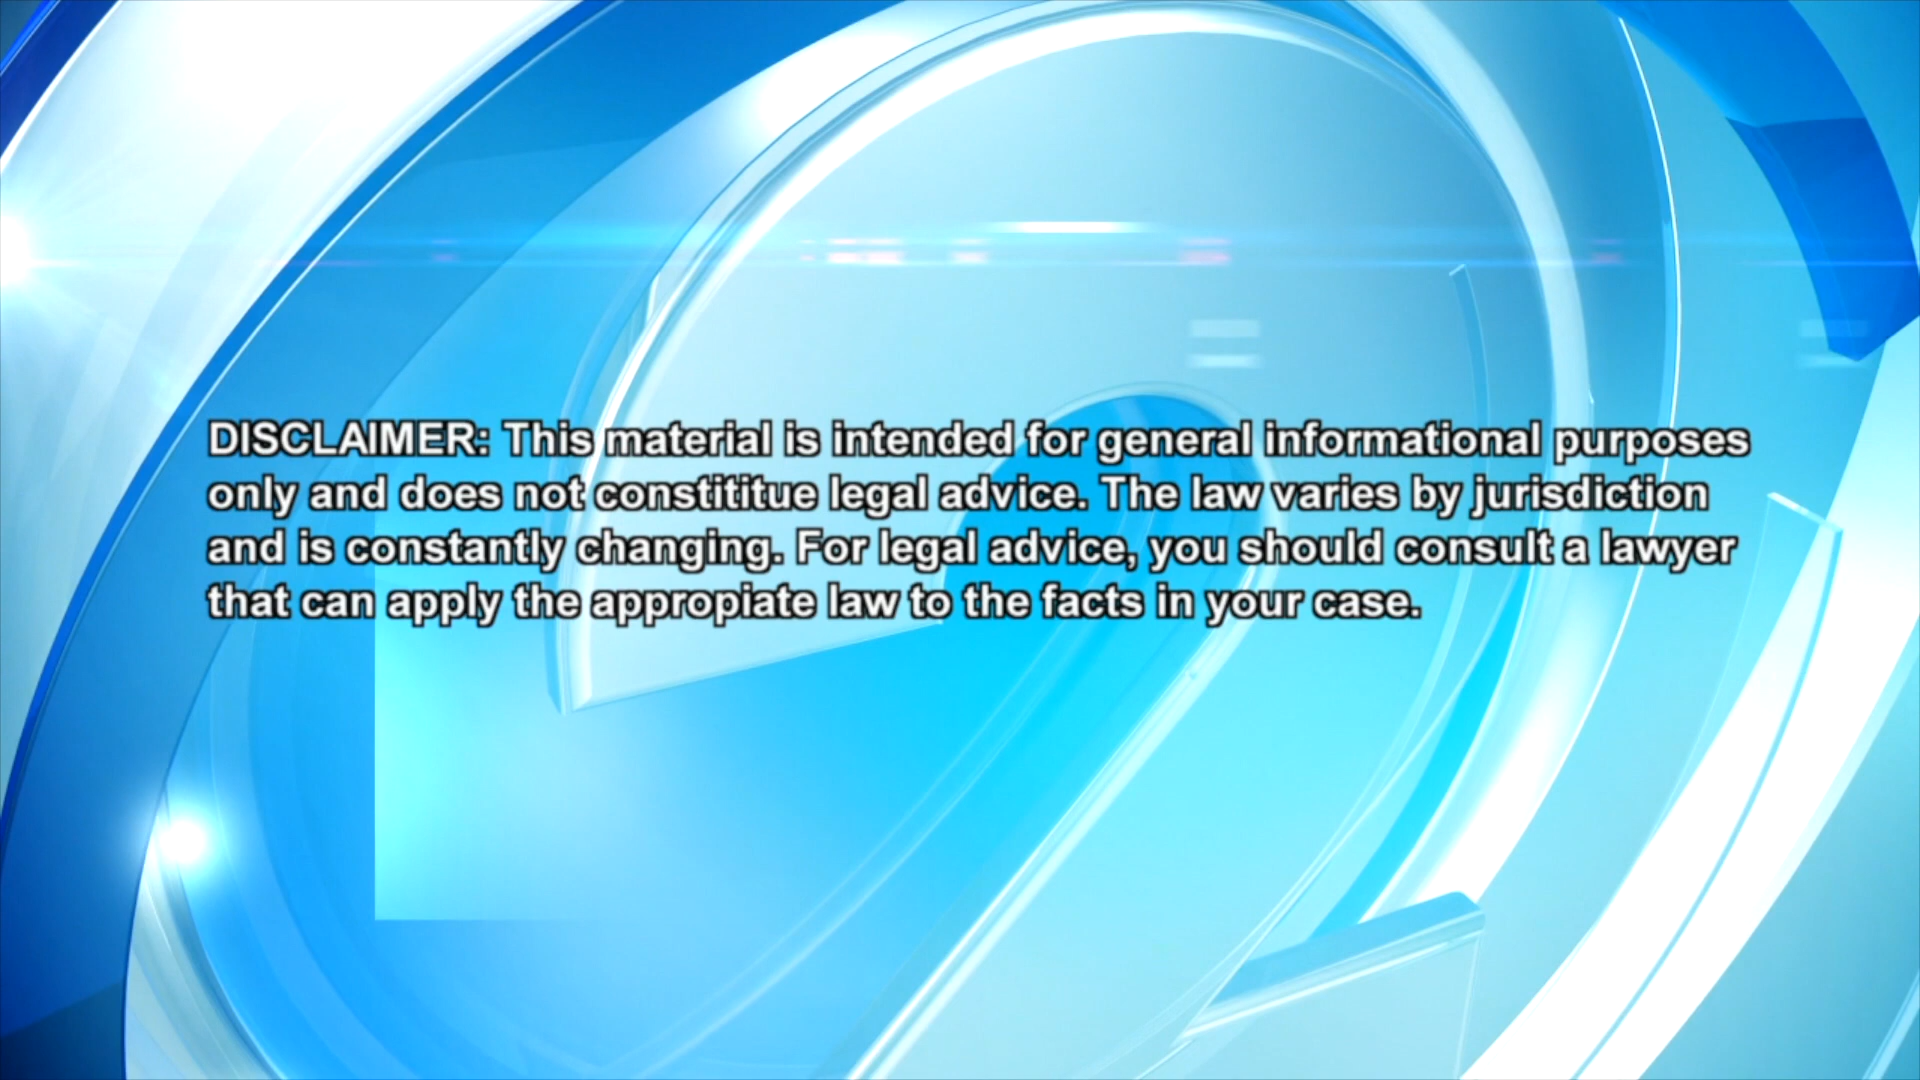 DISCLAIMER: This material is intended for general informational purposes
only and does not constititue legal advice. The law varies by jurisdiction
and is constantly changing. For legal advice, you should consult a lawyer
that can apply the appropiate law to the facts in your case.